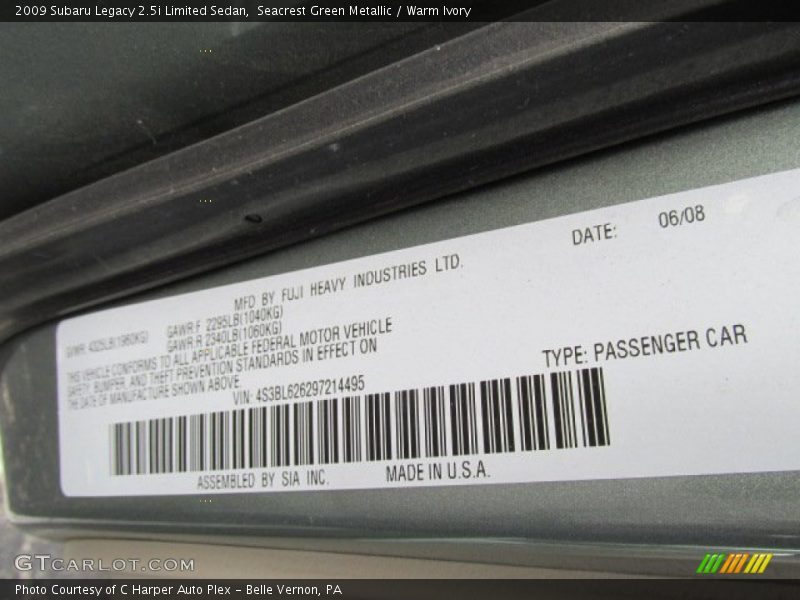 2009 Subaru Legacy 2.5i Limited Sedan,  Seacrest Green Metallic / Warm Ivory
DATE: 06/08
MFD BY FUJI HEAVY INDUSTRIES LTD.
GVWR: 4325LB(1960KG) GAWR:F 2295LB(1040KG)
GAWR:R 2340LB(1060KG)
THIS VEHICLE CONFORMS TO ALL APPLICABLE FEDERAL MOTOR VEHICLE
SAFETY, BUMPER, AND THEFT PREVENTION STANDARDS IN EFFECT ON
THE DATE OF MANUFACTURE SHOWN ABOVE.
VIN: 4S3BL626297214495
TYPE: PASSENGER CAR
ASSEMBLED BY SIA INC. MADE IN U.S.A.
GTCARLOT.COM
Photo Courtesy of C Harper Auto Plex – Belle Vernon, PA